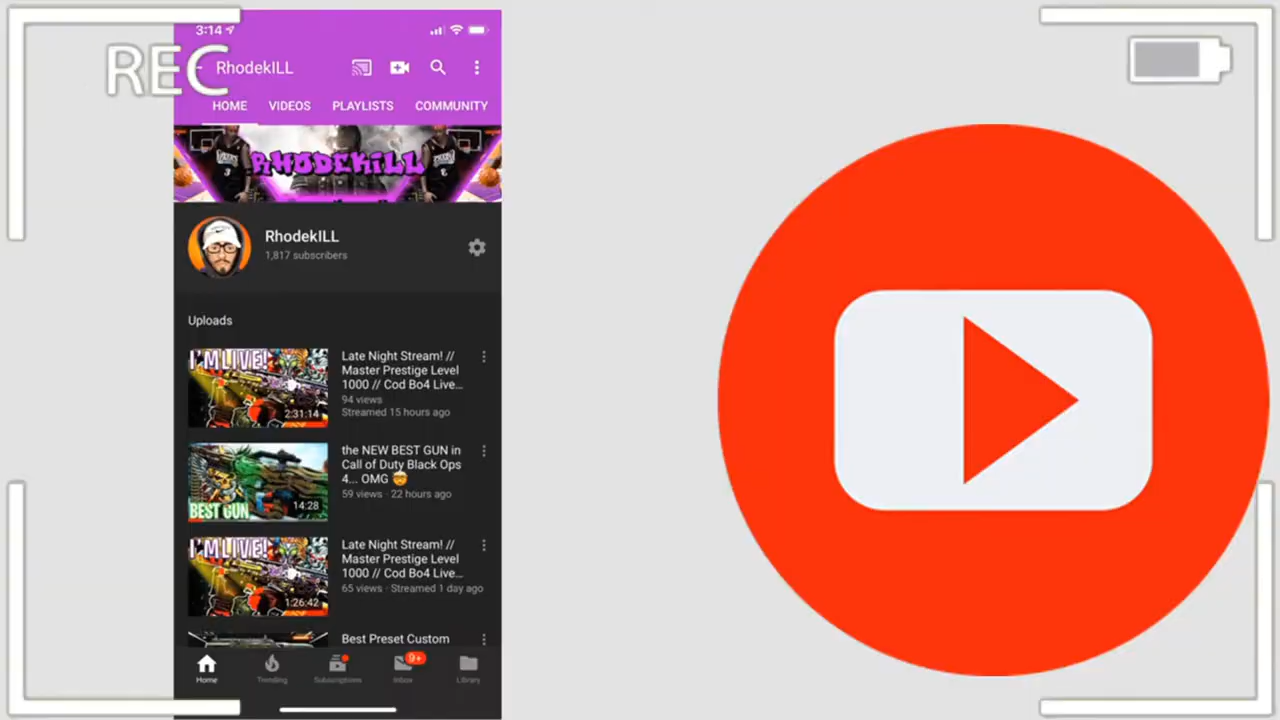 3:14
REC
RhodekILL
HOME VIDEOS PLAYLISTS COMMUNITY
RHODEKILL
RhodekILL
1,817 subscribers
Uploads
I'M LIVE!
2:31:14
Late Night Stream! //
Master Prestige Level
1000 // Cod Bo4 Live...
94 views
Streamed 15 hours ago
BEST GUN
14:28
the NEW BEST GUN in
Call of Duty Black Ops
4... OMG 🤯
59 views · 22 hours ago
I'M LIVE!
1:26:42
Late Night Stream! //
Master Prestige Level
1000 // Cod Bo4 Live...
65 views · Streamed 1 day ago
Best Preset Custom
9+
Home Trending Subscriptions Inbox Library